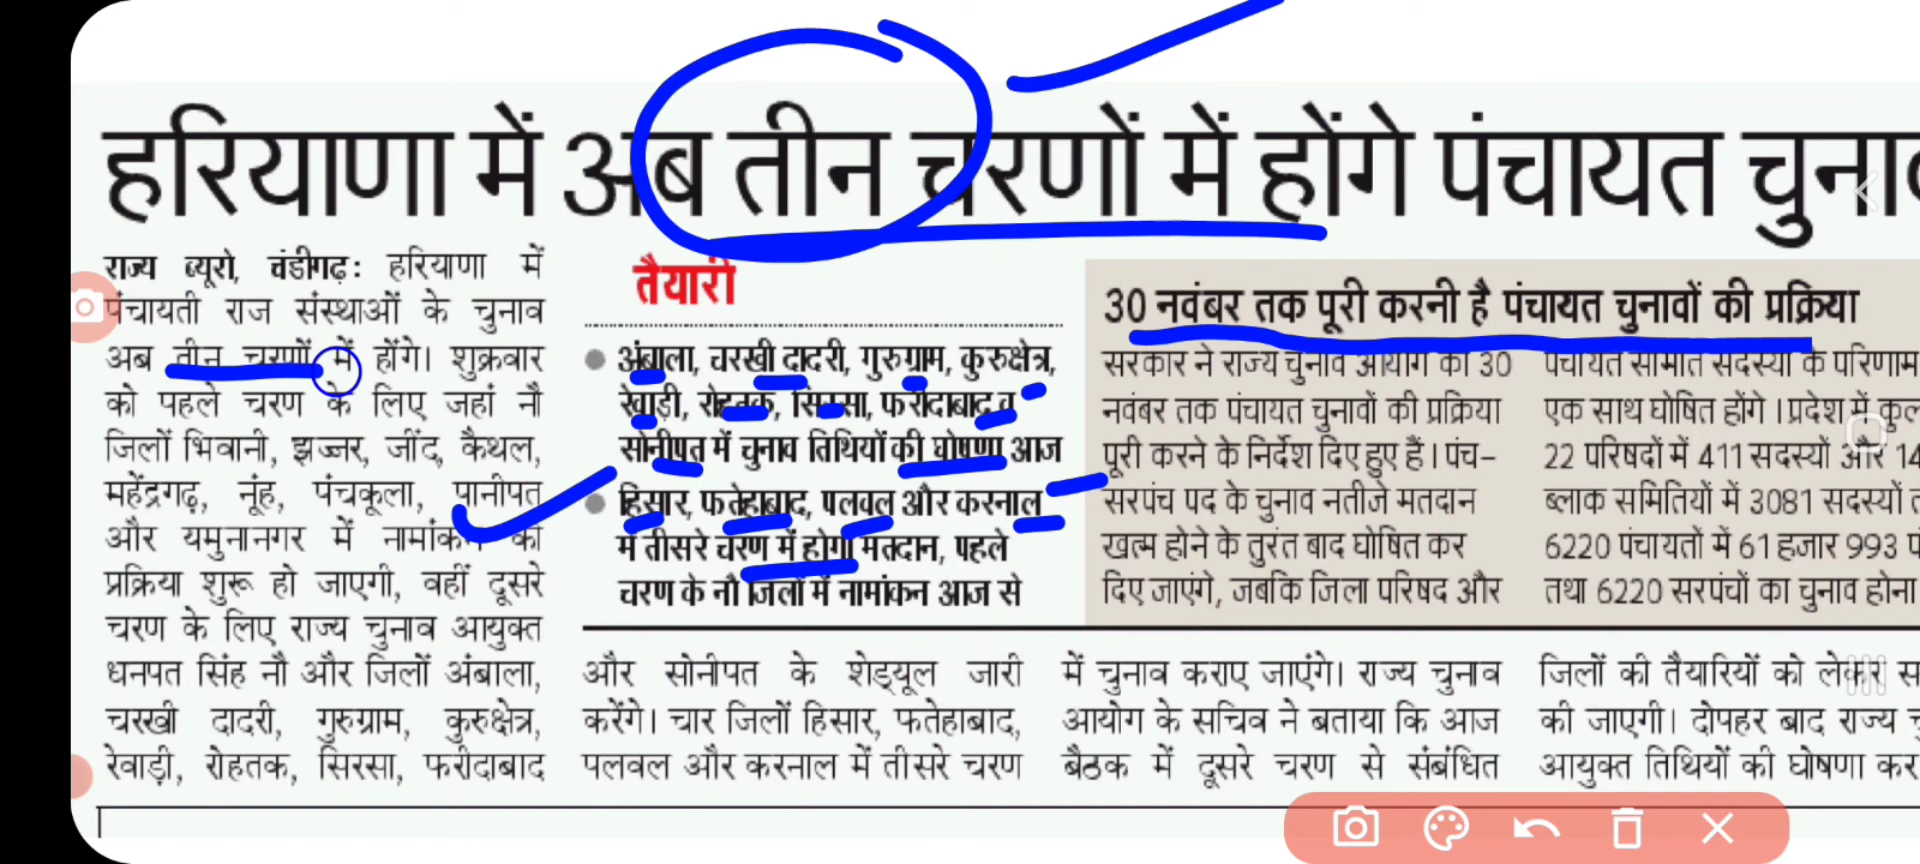 हरियाणा में अब तीन चरणों में होंगे पंचायत
राज्य ब्यूरो, चंडीगढ़ : हरियाणा में
पंचायती राज संस्थाओं के चुनाव
अब तीन चरणों में होंगे। शुक्रवार
को पहले चरण के लिए जहां नौ
जिलों भिवानी, झज्जर, जींद, कैथल,
महेंद्रगढ़, नूंह, पंचकूला, पानीपत
और यमुनानगर में नामांकन की
प्रक्रिया शुरू हो जाएगी, वहीं दूसरे
चरण के लिए राज्य चुनाव आयुक्त
धनपत सिंह नौ और जिलों अंबाला,
चरखी दादरी, गुरुग्राम, कुरुक्षेत्र,
रेवाड़ी, रोहतक, सिरसा, फरीदाबाद
तैयारी
अंबाला, चरखी दादरी, गुरुग्राम, कुरुक्षेत्र,
रेवाड़ी, रोहतक, सिरसा, फरीदाबाद व
सोनीपत में चुनाव तिथियों की घोषणा आज
हिसार, फतेहाबाद, पलवल और करनाल
में तीसरे चरण में होगा मतदान, पहले
चरण के नौ जिलों में नामांकन आज से
30 नवंबर तक पूरी करनी है पंचायत चुनावों की प्रक्रिया
सरकार ने राज्य चुनाव आयोग को 30
नवंबर तक पंचायत चुनावों की प्रक्रिया
पूरी करने के निर्देश दिए हुए हैं। पंच-
सरपंच पद के चुनाव नतीजे मतदान
खत्म होने के तुरंत बाद घोषित कर
दिए जाएंगे, जबकि जिला परिषद और
पंचायत समिति सदस्यों के परिणाम
एक साथ घोषित होंगे। प्रदेश में कुल
22 परिषदों में 411 सदस्यों और
ब्लाक समितियों में 3081 सदस्यों
6220 पंचायतों में 61 हजार 993
तथा 6220 सरपंचों का चुनाव होना
और सोनीपत के शेड्यूल जारी
करेंगे। चार जिलों हिसार, फतेहाबाद,
पलवल और करनाल में तीसरे चरण
में चुनाव कराए जाएंगे। राज्य चुनाव
आयोग के सचिव ने बताया कि आज
बैठक में दूसरे चरण से संबंधित
जिलों की तैयारियों को लेकर
की जाएगी। दोपहर बाद राज्य
आयुक्त तिथियों की घोषणा